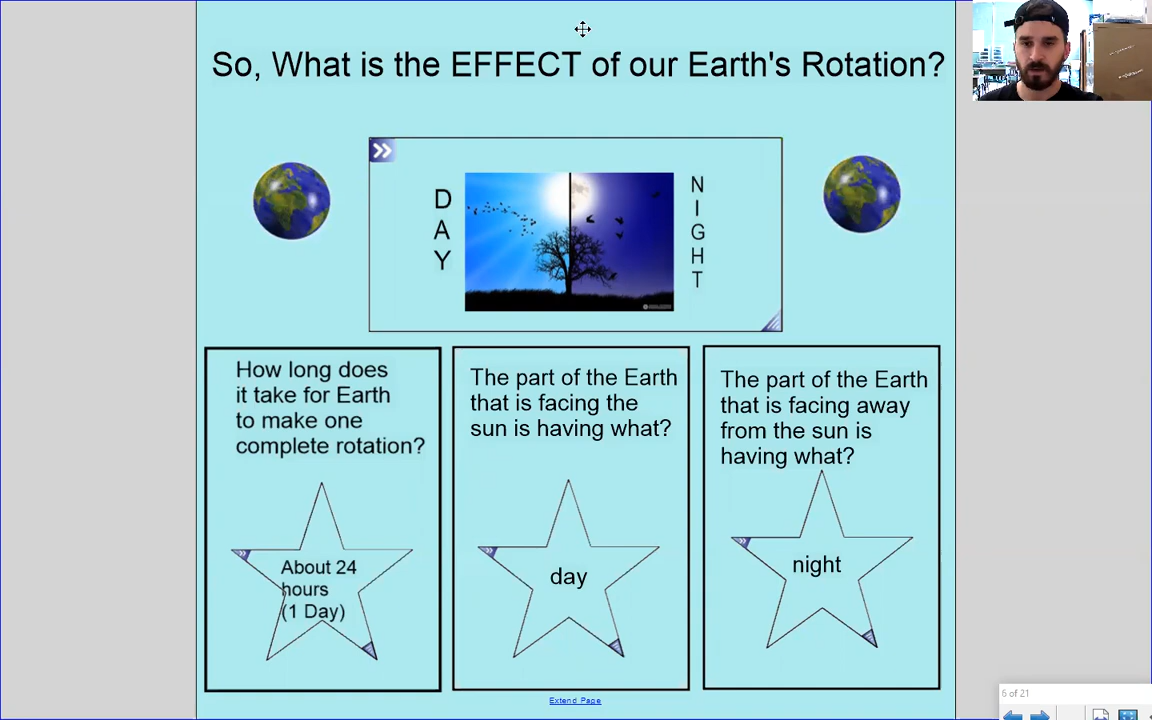 So, What is the EFFECT of our Earth's Rotation?
DAY
NIGHT
How long does
it take for Earth
to make one
complete rotation?
About 24
hours
(1 Day)
The part of the Earth
that is facing the
sun is having what?
day
The part of the Earth
that is facing away
from the sun is
having what?
night
Extend Page
6 of 21